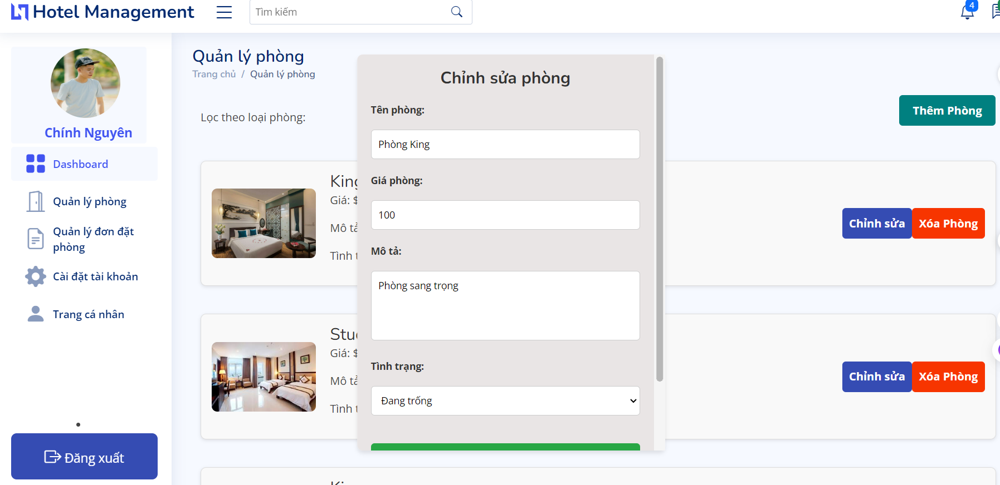 Hotel Management
Tìm kiếm
4
Chính Nguyên
Dashboard
Quản lý phòng
Quản lý đơn đặt
phòng
Cài đặt tài khoản
Trang cá nhân
Đăng xuất
Quản lý phòng
Trang chủ / Quản lý phòng
Lọc theo loại phòng:
Thêm Phòng
King
Giá: $
Mô tả
Tình t
Chỉnh sửa
Xóa Phòng
Stud
Giá: $
Mô tả
Tình t
Chỉnh sửa
Xóa Phòng
Chỉnh sửa phòng
Tên phòng:
Phòng King
Giá phòng:
100
Mô tả:
Phòng sang trọng
Tình trạng:
Đang trống